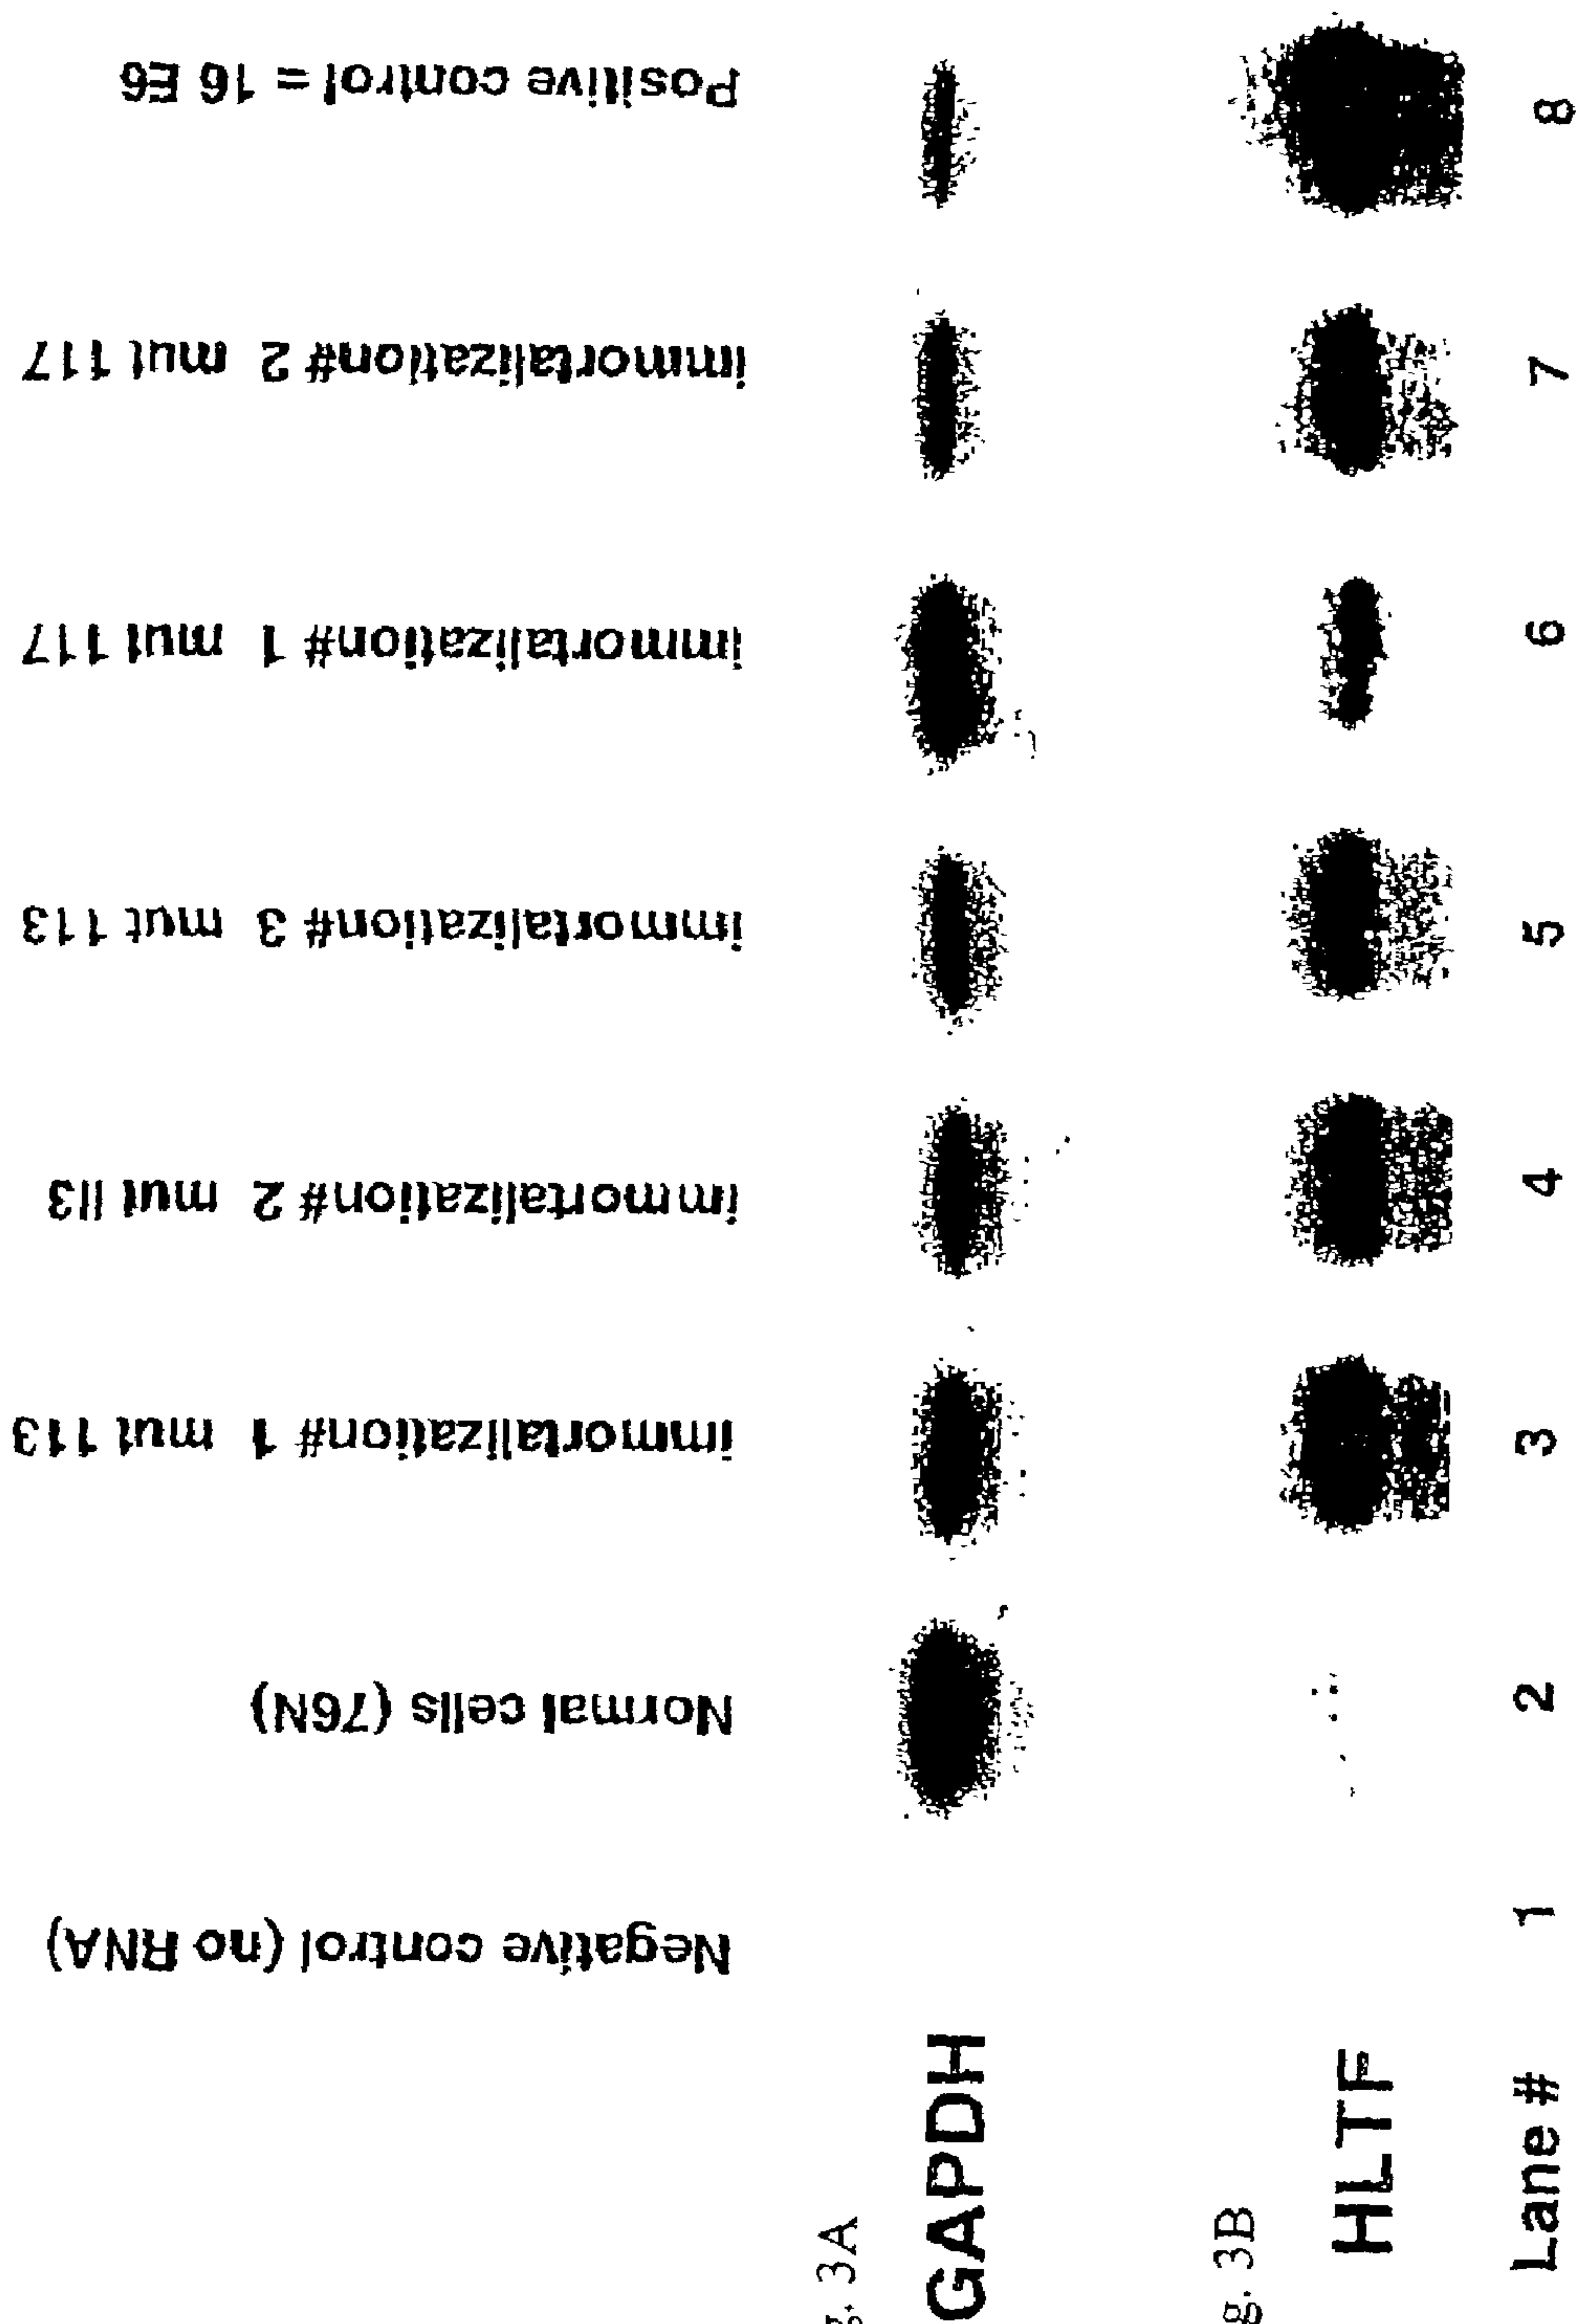 Negative control (no RNA)
Normal cells (76N)
immortalization# 1 mut 113
immortalization# 2 mut 113
immortalization# 3 mut 113
immortalization# 1 mut 117
immortalization# 2 mut 117
Positive control = 16 E6
g. 3A
GAPDH
g. 3B
HLTF
Lane # 1 2 3 4 5 6 7 8